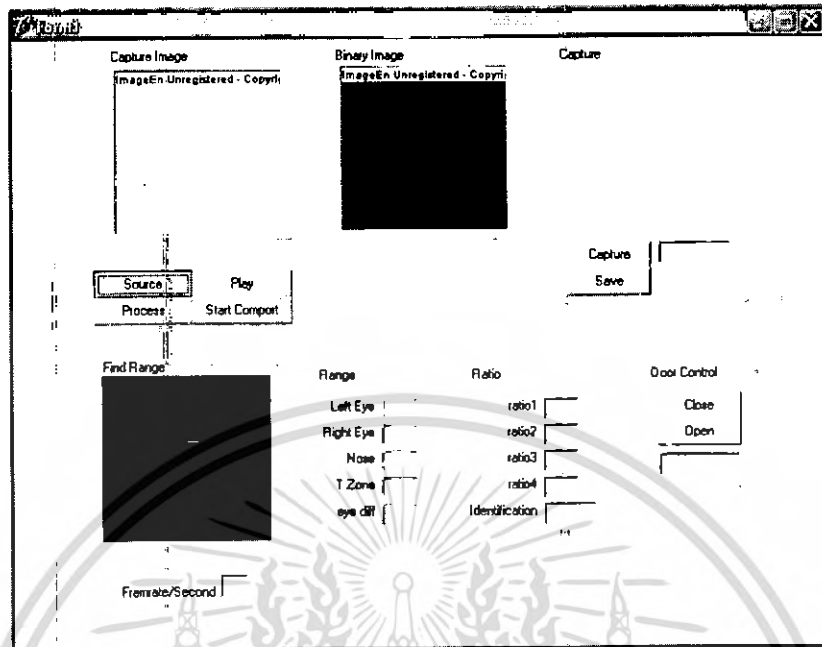 Capture Image
Binary Image
Capture
ImageEn Unregistered - Copyri
ImageEn Unregistered - Copyri
Capture
Save
Source
Play
Process
Start Comport
Find Range
Range
Ratio
Door Control
Left Eye
ratio1
Close
Right Eye
ratio2
Open
Nose
ratio3
T Zone
ratio4
eye diff
Identification
Framrate/Second